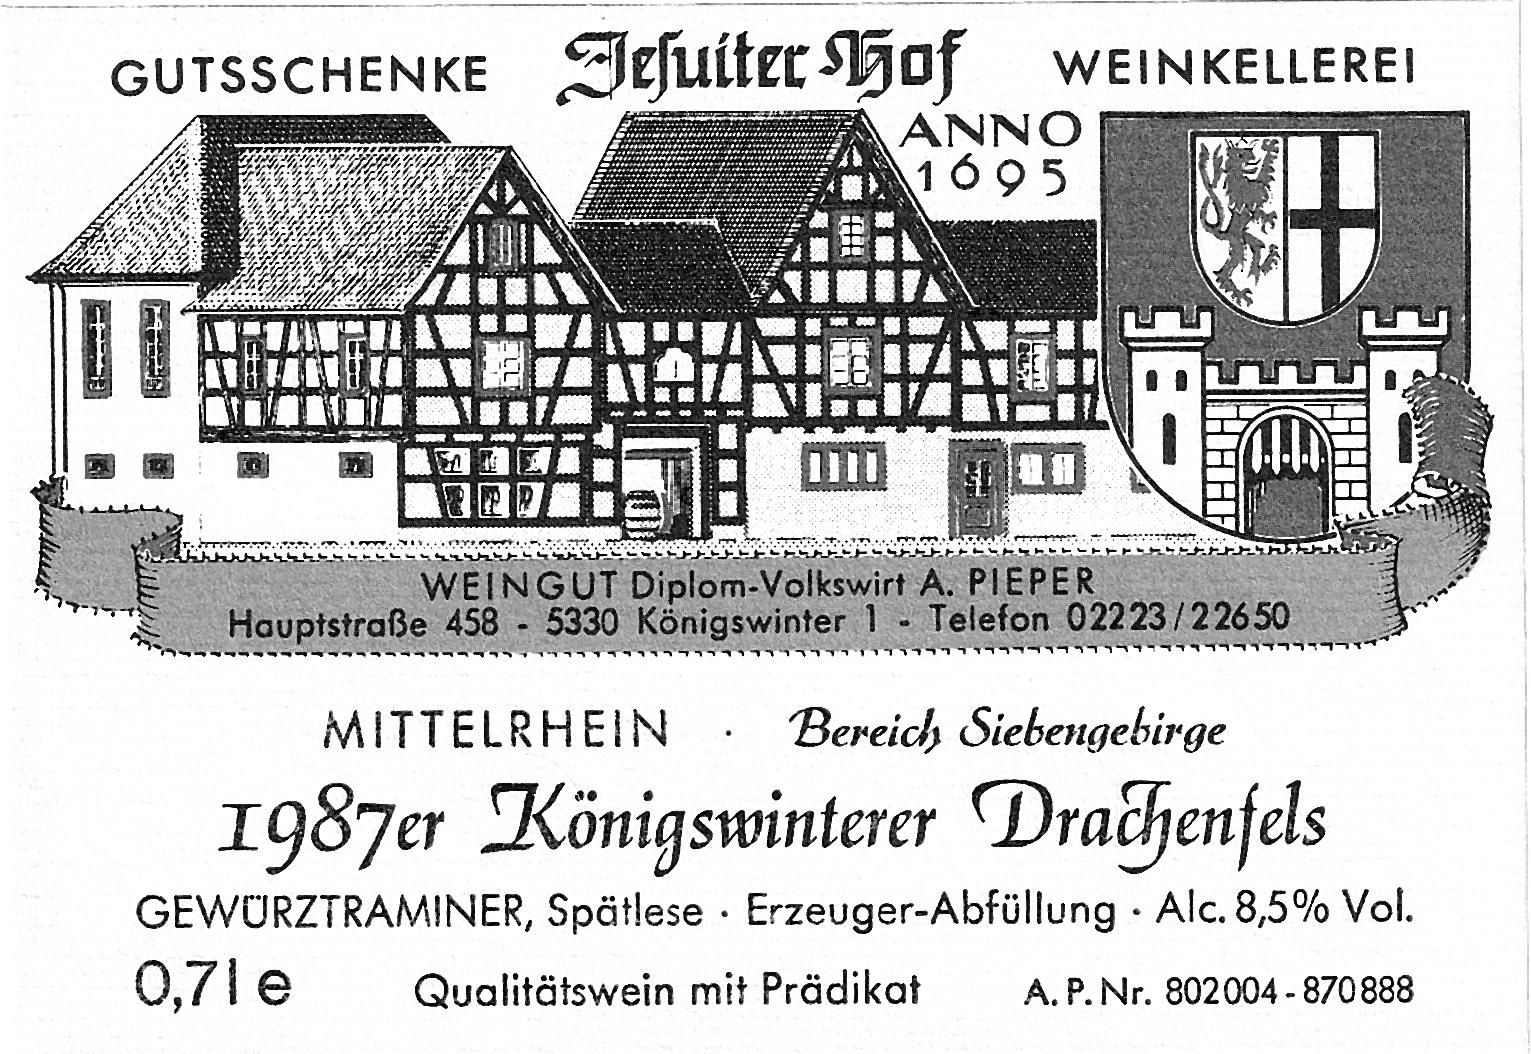 GUTSSCHENKE Jesuiter Hof WEINKELLEREI
ANNO
1695
WEINGUT Diplom-Volkswirt A. PIEPER
Hauptstraße 458 - 5330 Königswinter 1 - Telefon 02223/22650
MITTELRHEIN · Bereich Siebengebirge
1987er Königswinterer Drachenfels
GEWÜRZTRAMINER, Spätlese · Erzeuger-Abfüllung · Alc. 8,5% Vol.
0,7l e Qualitätswein mit Prädikat A. P. Nr. 802004-870888